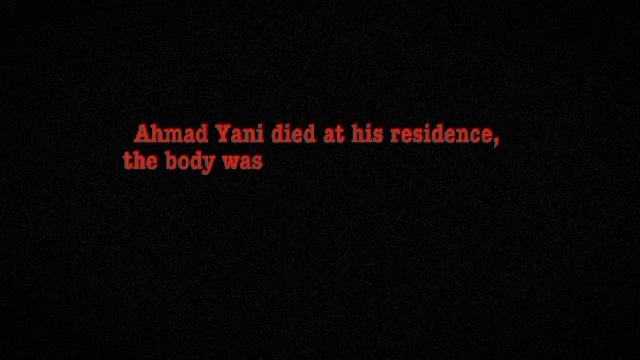 Ahmad Yani died at his residence,
the body was